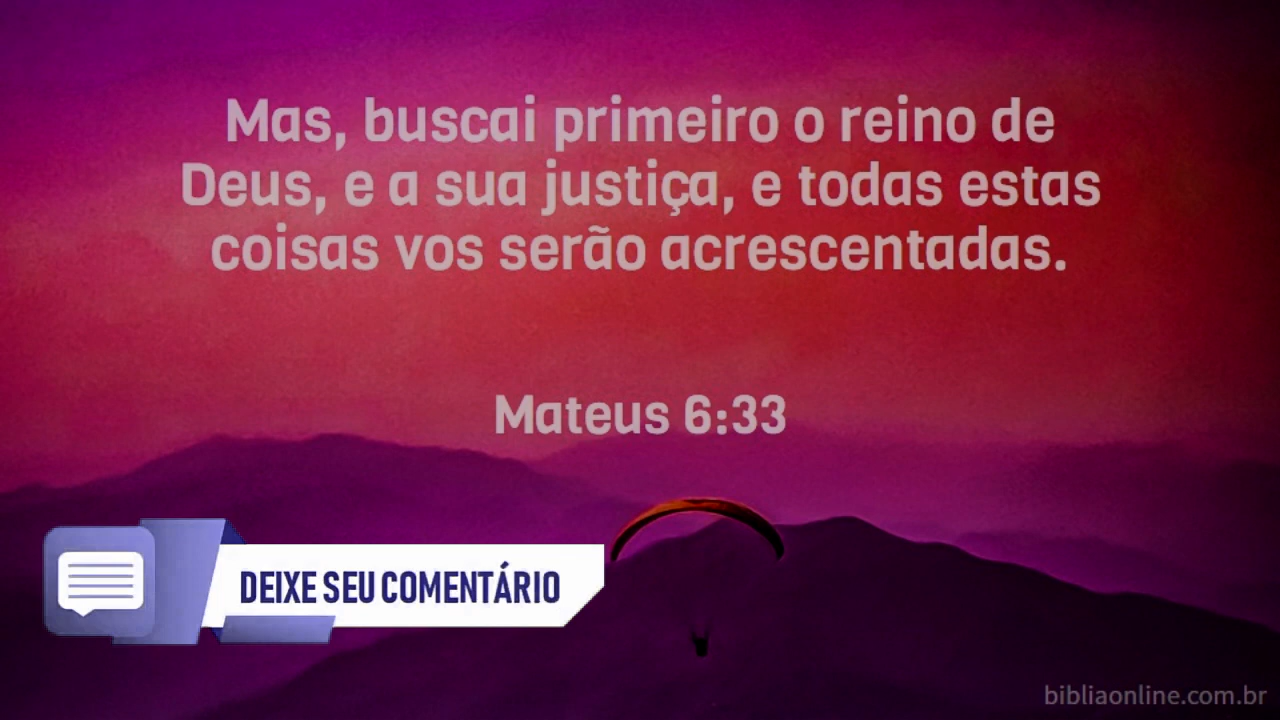 Mas, buscai primeiro o reino de
Deus, e a sua justiça, e todas estas
coisas vos serão acrescentadas.
Mateus 6:33
DEIXE SEU COMENTÁRIO
bibliaonline.com.br